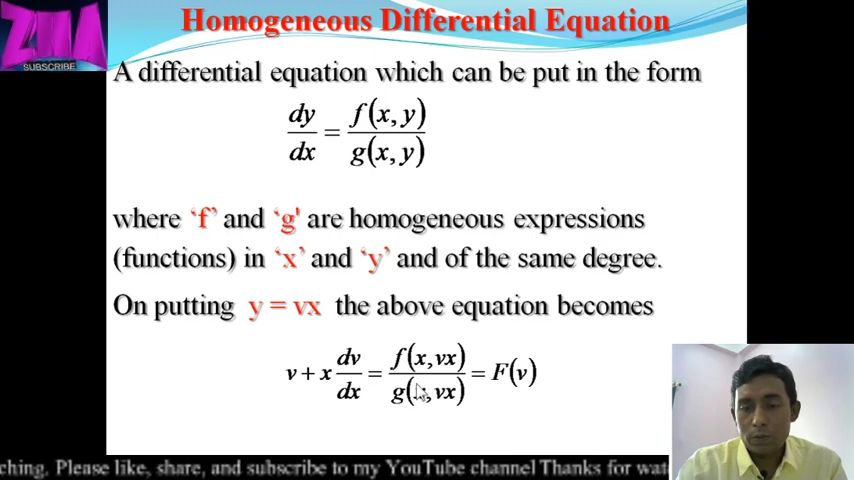 Homogeneous Differential Equation
SUBSCRIBE
A differential equation which can be put in the form
dy/dx = f(x, y)/g(x, y)
where ‘f’ and ‘g' are homogeneous expressions
(functions) in ‘x’ and ‘y’ and of the same degree.
On putting y = vx the above equation becomes
v + x dv/dx = f(x, vx)/g( , vx) = F(v)
ching. Please like, share, and subscribe to my YouTube channel Thanks for wat